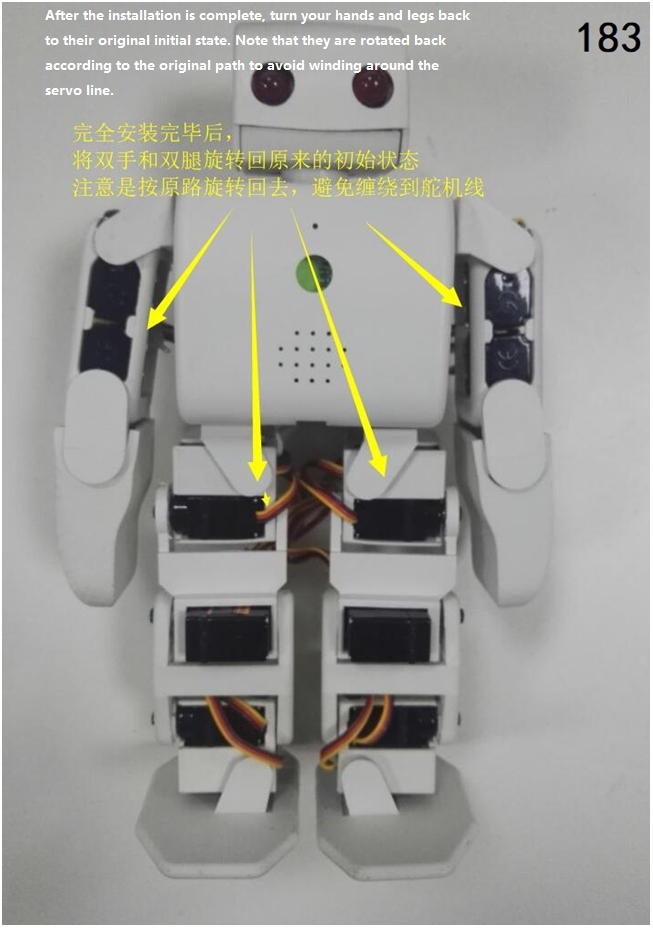 After the installation is complete, turn your hands and legs back
to their original initial state. Note that they are rotated back
according to the original path to avoid winding around the
servo line.
183
完全安装完毕后，
将双手和双腿旋转回原来的初始状态
注意是按原路旋转回去，避免缠绕到舵机线
CE